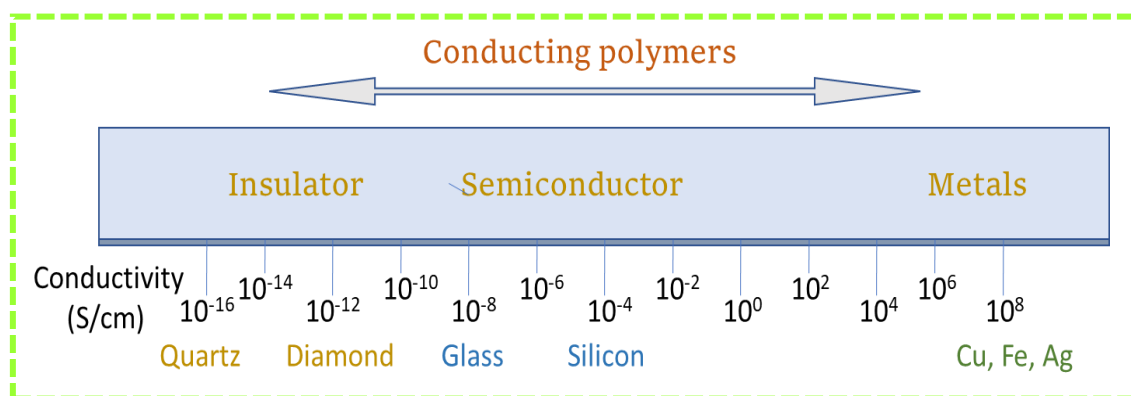 Conducting polymers
Insulator Semiconductor Metals
Conductivity
(S/cm)
10⁻¹⁶ 10⁻¹⁴ 10⁻¹² 10⁻¹⁰ 10⁻⁸ 10⁻⁶ 10⁻⁴ 10⁻² 10⁰ 10² 10⁴ 10⁶ 10⁸
Quartz Diamond Glass Silicon Cu, Fe, Ag